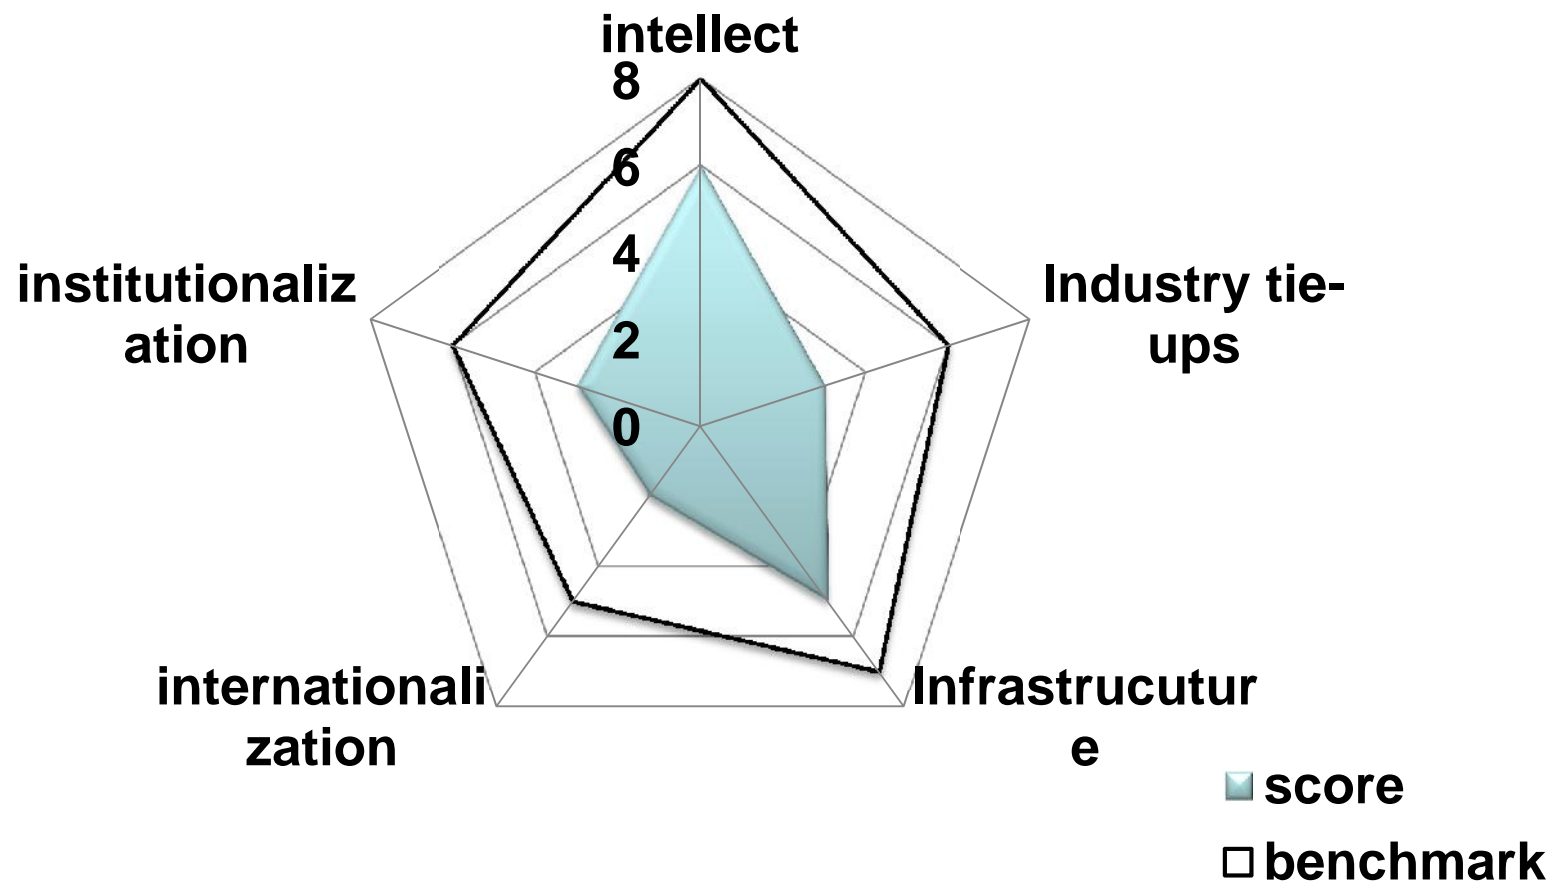 intellect
8
6
4
2
0
institutionaliz
ation
Industry tie-
ups
internationali
zation
Infrastrucutur
e
score
benchmark